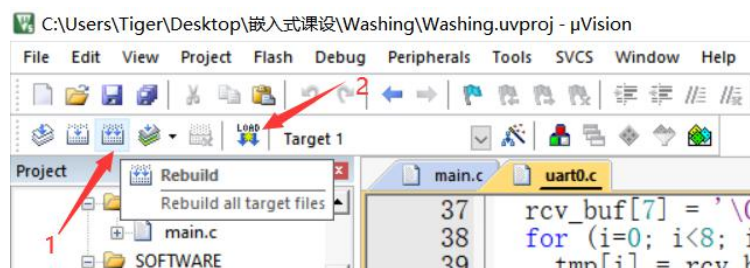 C:\Users\Tiger\Desktop\嵌入式课设\Washing\Washing.uvproj - µVision
File Edit View Project Flash Debug Peripherals Tools SVCS Window Help
2
LOAD Target 1
Project
Rebuild
Rebuild all target files
main.c uart0.c
main.c
1
SOFTWARE
37 rcv_buf[7] = '\
38 for (i=0; i<8;
39 tmp[i] =